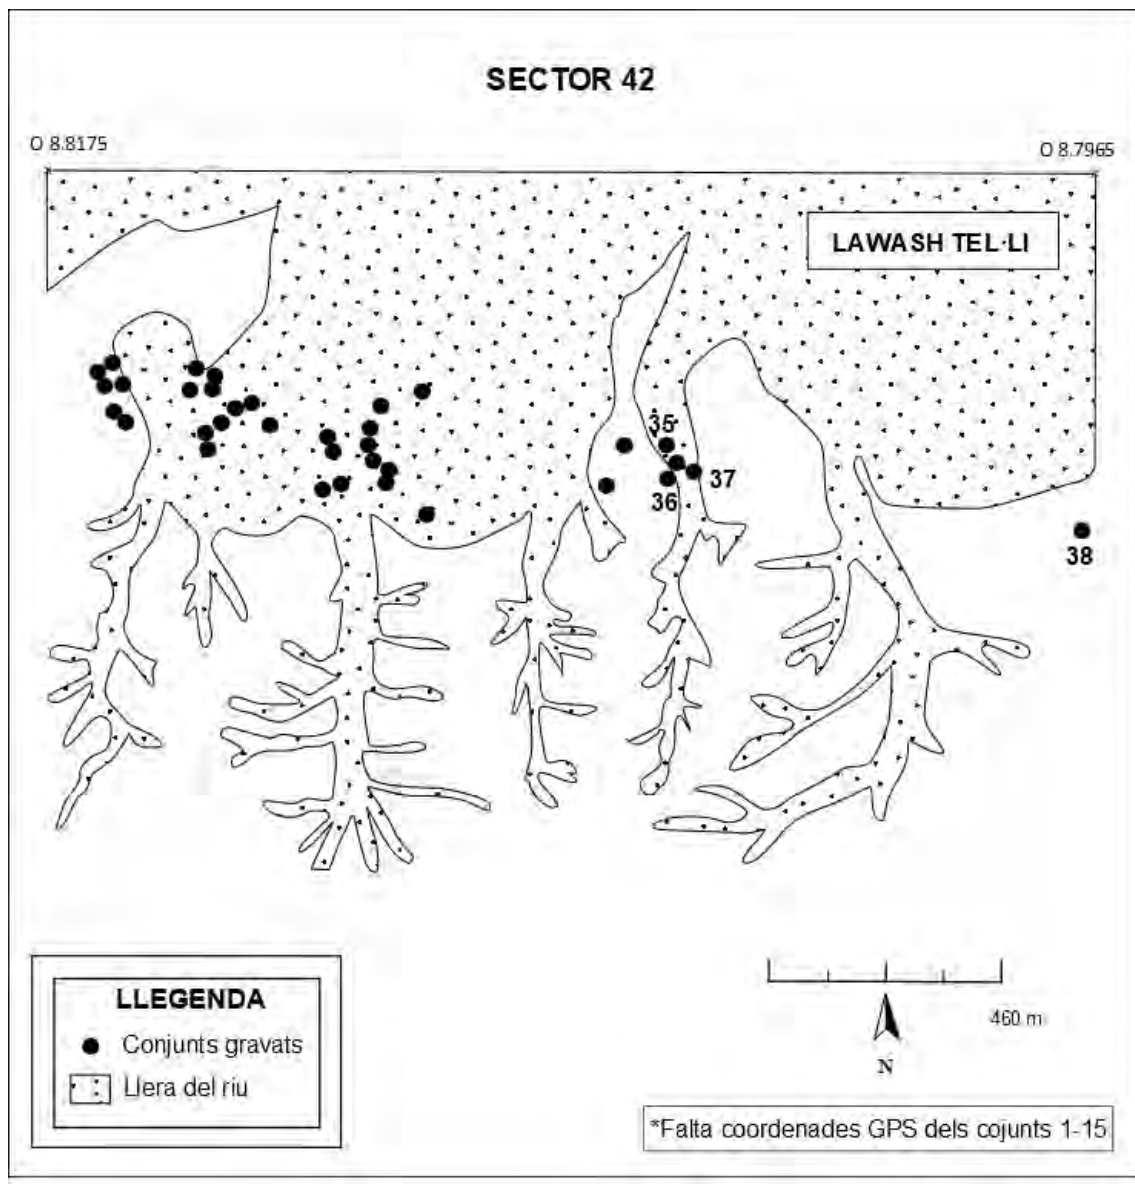 SECTOR 42
O 8.8175
O 8.7965
LAWASH TEL·LI
35
37
36
38
LLEGENDA
Conjunts gravats
Llera del riu
460 m
N
*Falta coordenades GPS dels cojunts 1-15